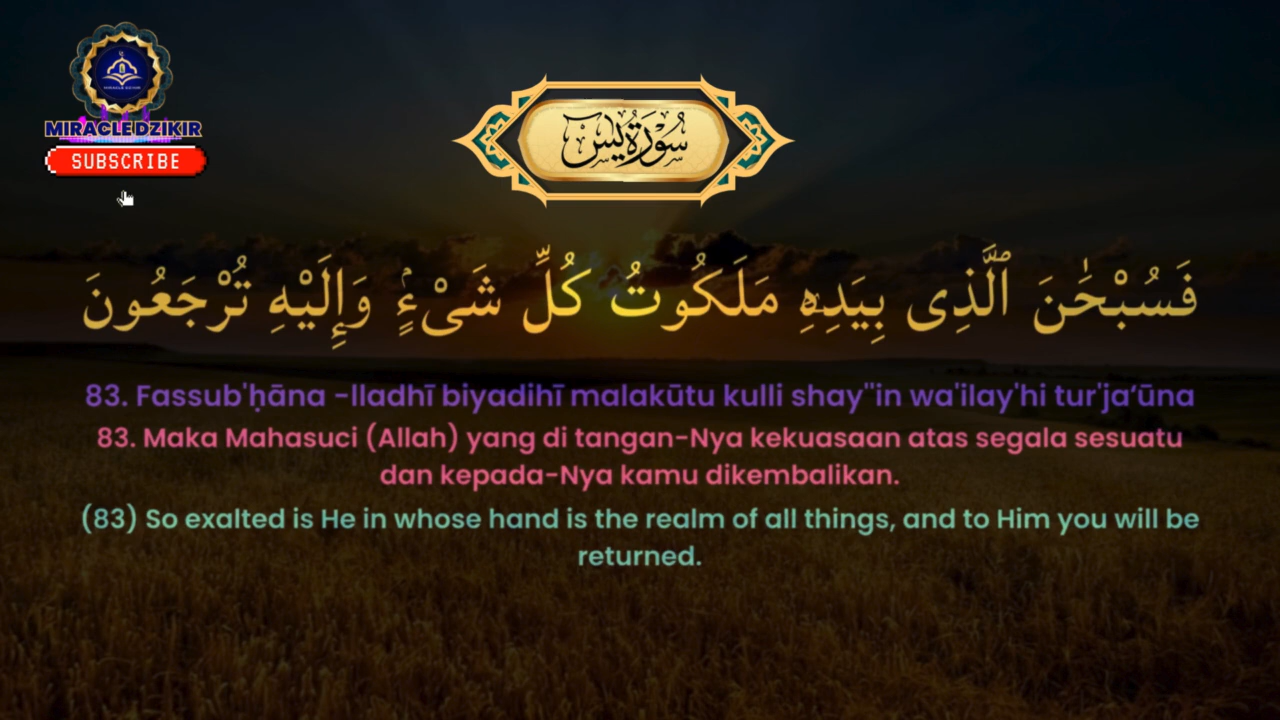 MIRACLEDZIKIR
SUBSCRIBE
سُورَةُ يسٓ
فَسُبْحَٰنَ ٱلَّذِى بِيَدِهِۦ مَلَكُوتُ كُلِّ شَىْءٍۢ وَإِلَيْهِ تُرْجَعُونَ
83. Fassub'ḥāna -lladhī biyadihī malakūtu kulli shay''in wa'ilay'hi tur'ja‘ūna
83. Maka Mahasuci (Allah) yang di tangan-Nya kekuasaan atas segala sesuatu
dan kepada-Nya kamu dikembalikan.
(83) So exalted is He in whose hand is the realm of all things, and to Him you will be
returned.